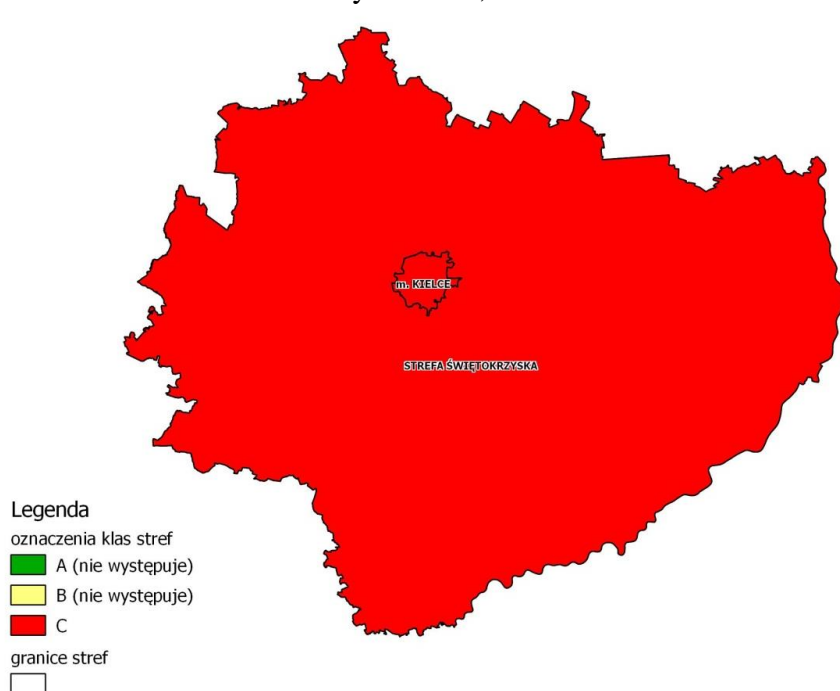 m. KIELCE
STREFA ŚWIĘTOKRZYSKA
Legenda
oznaczenia klas stref
A (nie występuje)
B (nie występuje)
C
granice stref